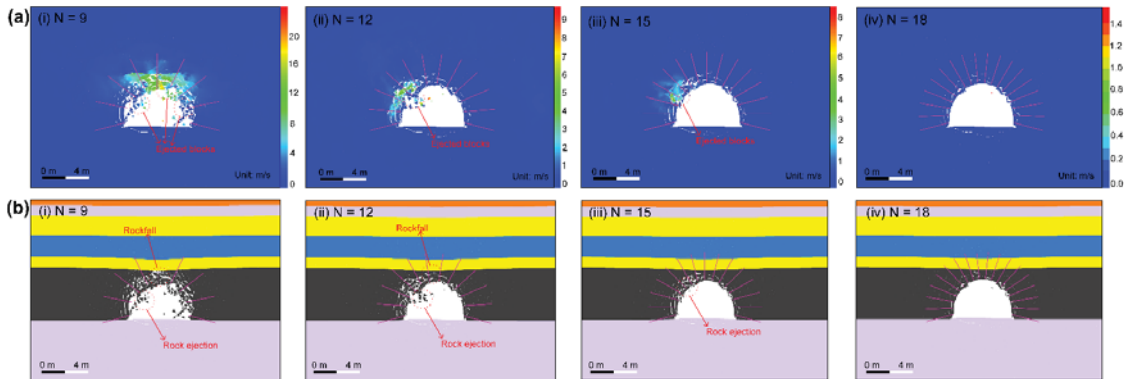 (a)
(i) N = 9
20
16
12
8
4
0
Ejected blocks
0 m 4 m
Unit: m/s
(ii) N = 12
9
8
7
6
5
4
3
2
1
0
Ejected blocks
0 m 4 m
Unit: m/s
(iii) N = 15
8
7
6
5
4
3
2
1
0
Ejected blocks
0 m 4 m
Unit: m/s
(iv) N = 18
1.4
1.2
1.0
0.8
0.6
0.4
0.2
0.0
0 m 4 m
Unit: m/s
(b)
(i) N = 9
Rockfall
Rock ejection
0 m 4 m
(ii) N = 12
Rockfall
Rock ejection
0 m 4 m
(iii) N = 15
Rock ejection
0 m 4 m
(iv) N = 18
0 m 4 m